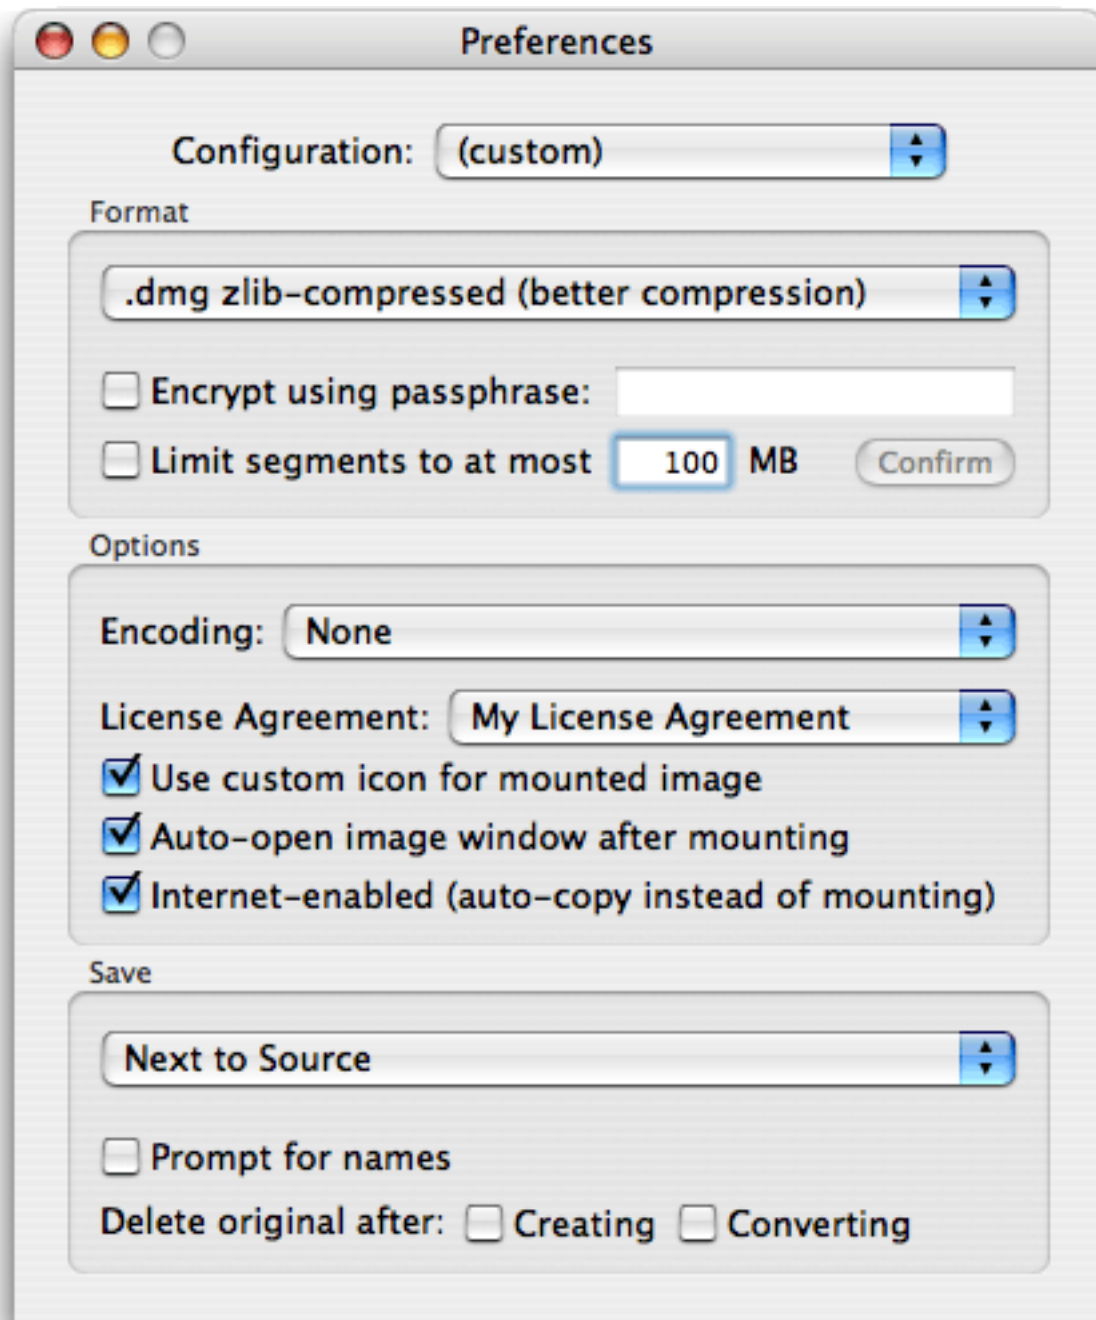 Preferences
Configuration: (custom)
Format
.dmg zlib-compressed (better compression)
Encrypt using passphrase:
Limit segments to at most 100 MB Confirm
Options
Encoding: None
License Agreement: My License Agreement
Use custom icon for mounted image
Auto-open image window after mounting
Internet-enabled (auto-copy instead of mounting)
Save
Next to Source
Prompt for names
Delete original after: Creating Converting